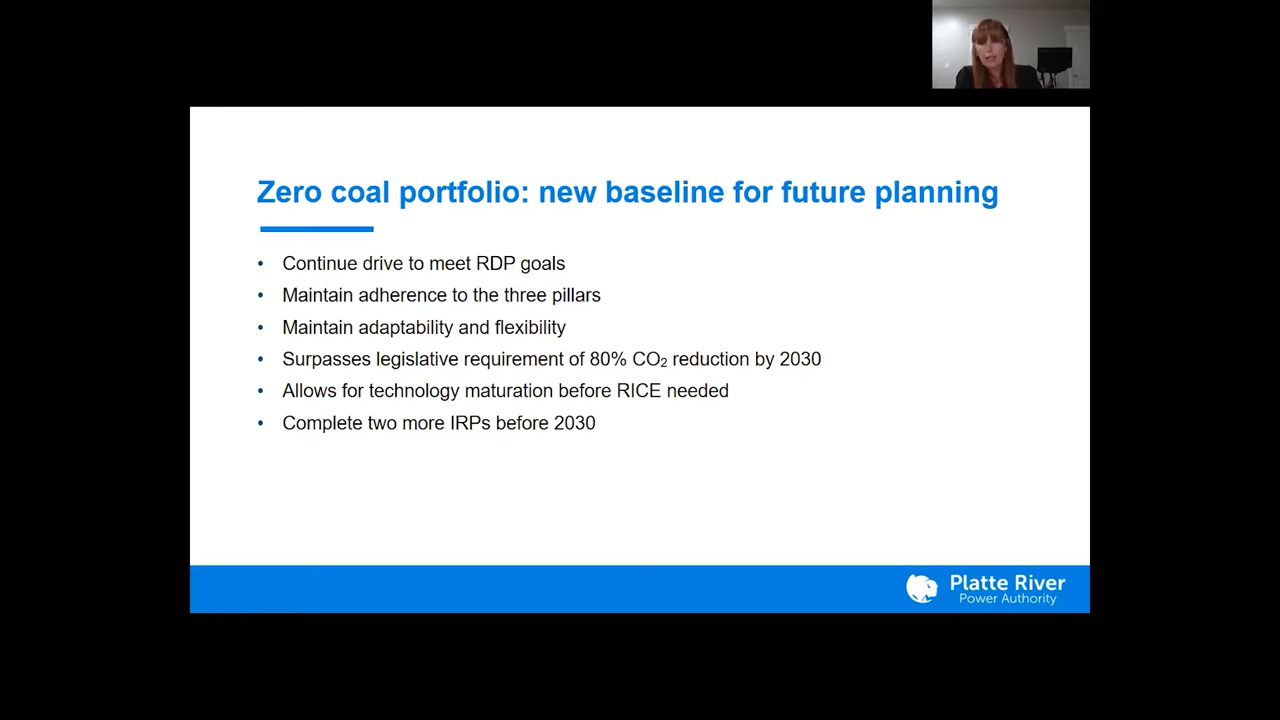 Zero coal portfolio: new baseline for future planning
• Continue drive to meet RDP goals
• Maintain adherence to the three pillars
• Maintain adaptability and flexibility
• Surpasses legislative requirement of 80% CO₂ reduction by 2030
• Allows for technology maturation before RICE needed
• Complete two more IRPs before 2030
Platte River
Power Authority